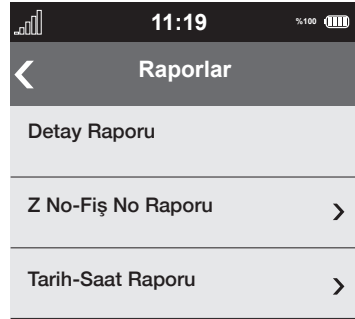 11:19
%100
Raporlar
Detay Raporu
Z No-Fiş No Raporu
Tarih-Saat Raporu